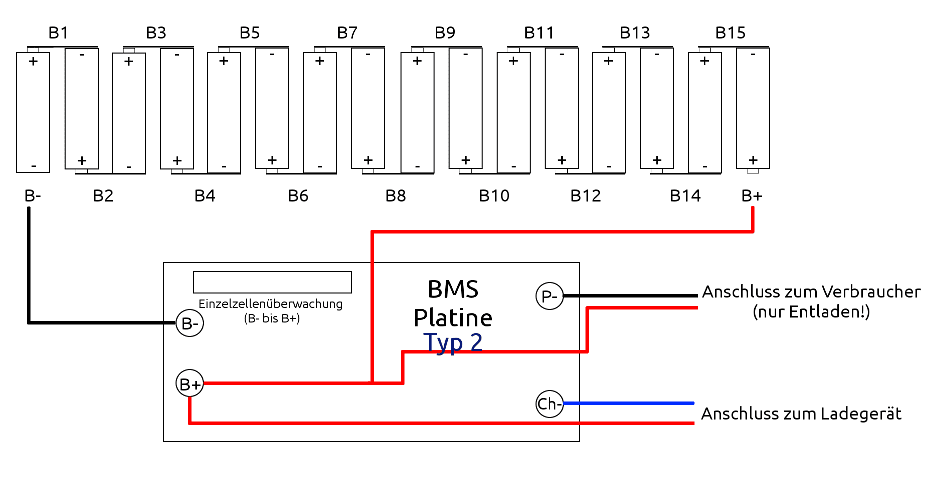 B1 B3 B5 B7 B9 B11 B13 B15
+ - + - + - + - + - + - + - + -
- + - + - + - + - + - + - + - +
B- B2 B4 B6 B8 B10 B12 B14 B+
Einzelzellenüberwachung
(B- bis B+)
BMS
Platine
Typ 2
B-
B+
P-
Ch-
Anschluss zum Verbraucher
(nur Entladen!)
Anschluss zum Ladegerät